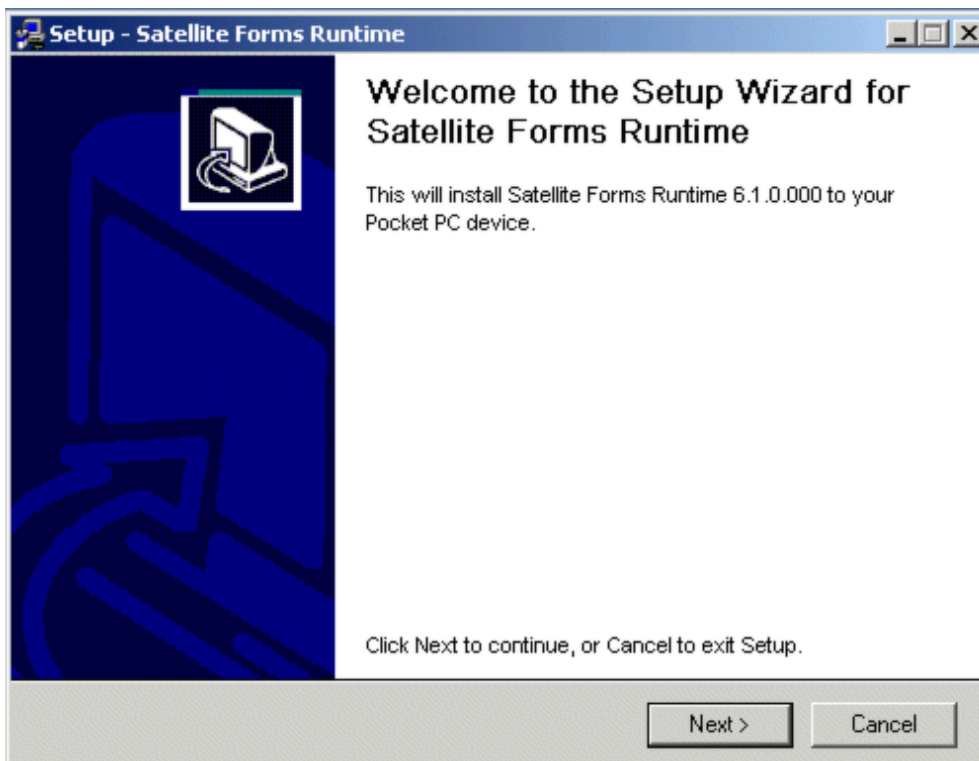 Setup - Satellite Forms Runtime
Welcome to the Setup Wizard for
Satellite Forms Runtime
This will install Satellite Forms Runtime 6.1.0.000 to your
Pocket PC device.
Click Next to continue, or Cancel to exit Setup.
Next >
Cancel